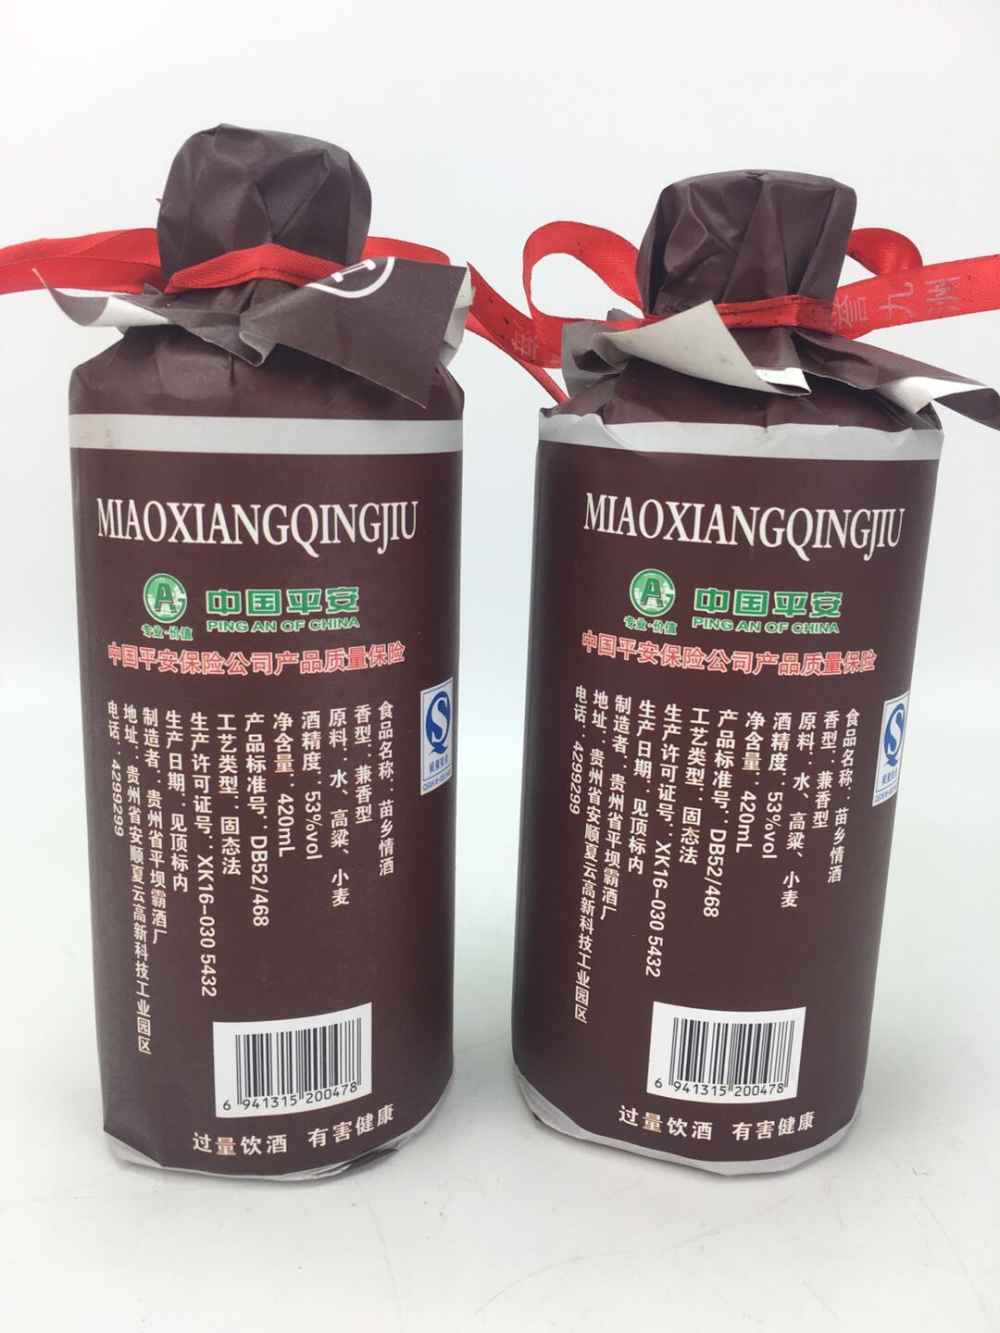 MIAOXIANGQINGJIU
专业·价值
中国平安
PING AN OF CHINA
中国平安保险公司产品质量保险
食品名称：苗乡情酒
香型：兼香型
原料：水、高粱、小麦
酒精度：53%vol
净含量：420mL
产品标准号：DB52/468
工艺类型：固态法
生产许可证号：XK16-030 5432
生产日期：见顶标内
制造者：贵州省平坝霸酒厂
地址：贵州省安顺夏云高新科技工业园区
电话：4299299
6 941315 200478
过量饮酒 有害健康
九州
MIAOXIANGQINGJIU
专业·价值
中国平安
PING AN OF CHINA
中国平安保险公司产品质量保险
食品名称：苗乡情酒
香型：兼香型
原料：水、高粱、小麦
酒精度：53%vol
净含量：420mL
产品标准号：DB52/468
工艺类型：固态法
生产许可证号：XK16-030 5432
生产日期：见顶标内
制造者：贵州省平坝霸酒厂
地址：贵州省安顺夏云高新科技工业园区
电话：4299299
6 941315 200478
过量饮酒 有害健康